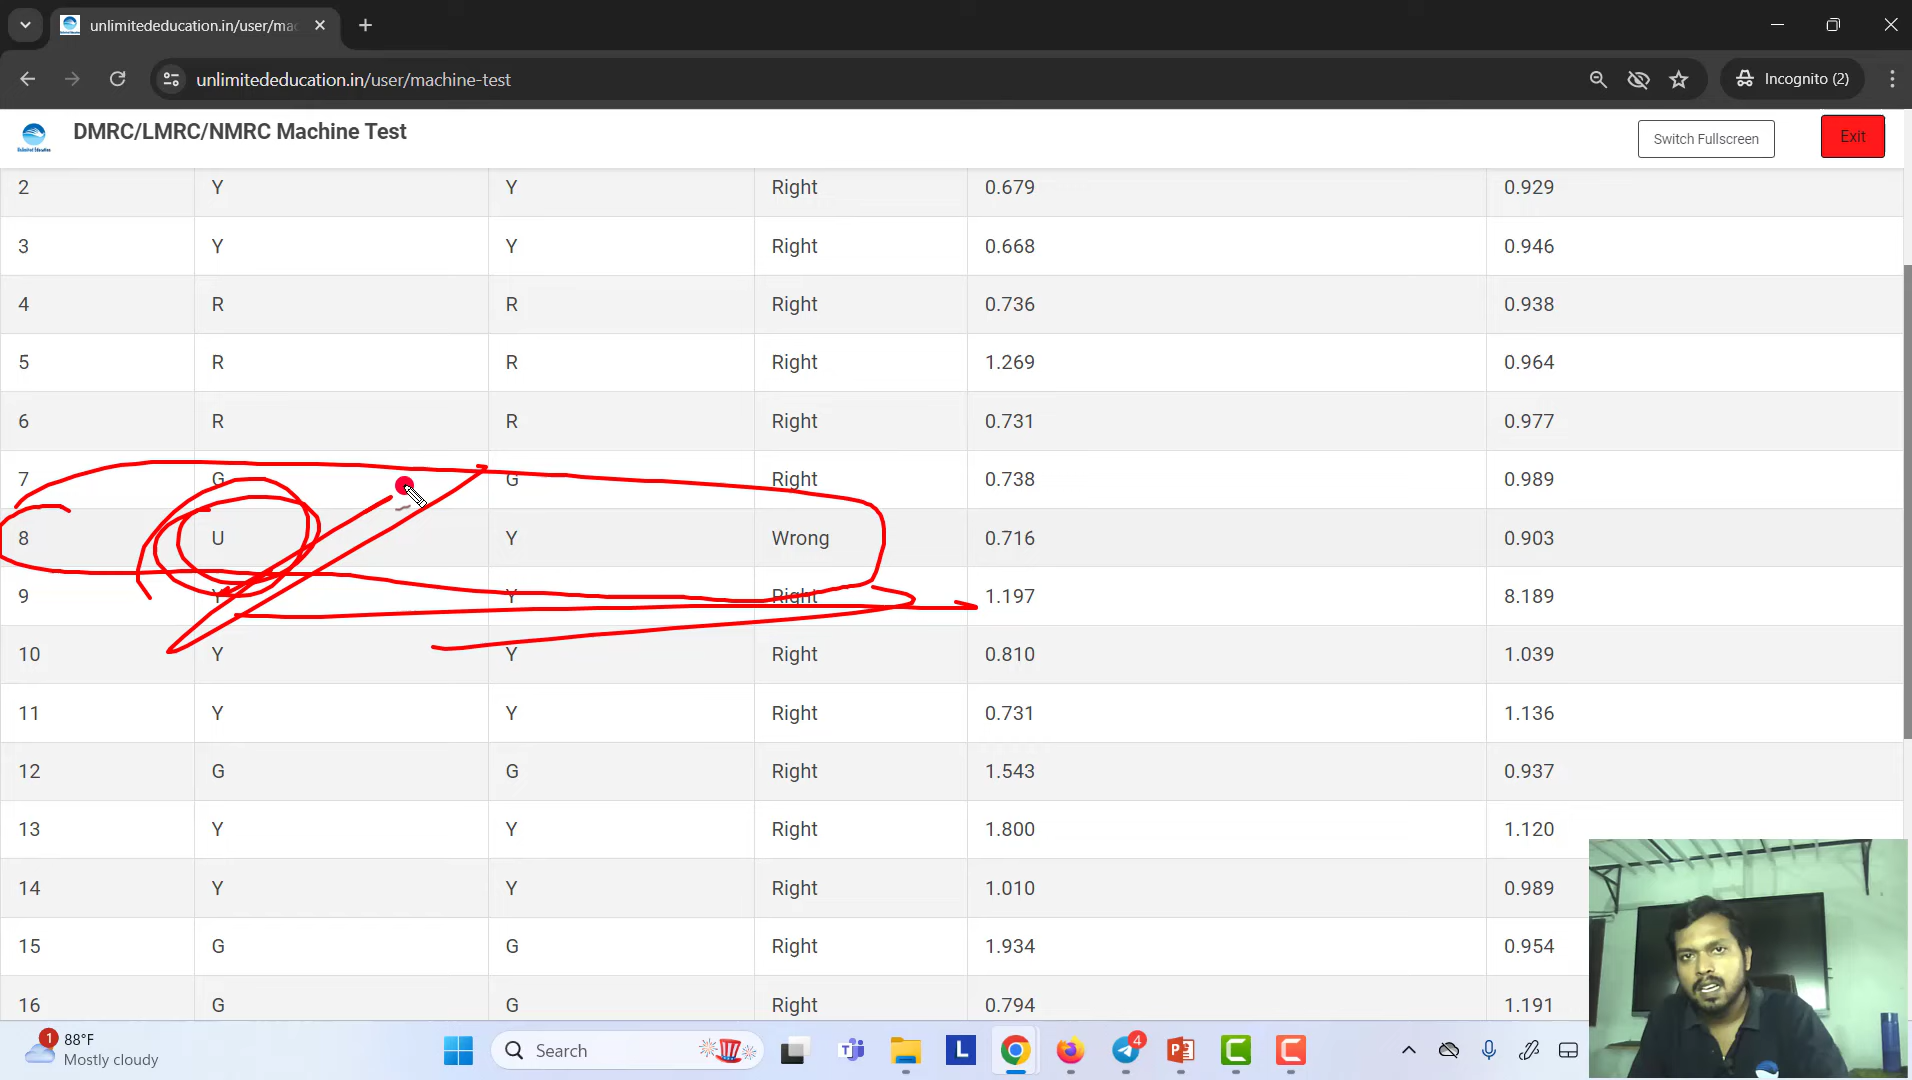 unlimitededucation.in/user/ma
unlimitededucation.in/user/machine-test
Incognito (2)
DMRC/LMRC/NMRC Machine Test
Switch Fullscreen
Exit
2 Y Y Right 0.679 0.929
3 Y Y Right 0.668 0.946
4 R R Right 0.736 0.938
5 R R Right 1.269 0.964
6 R R Right 0.731 0.977
7 G G Right 0.738 0.989
8 U Y Wrong 0.716 0.903
9 Y Y Right 1.197 8.189
10 Y Y Right 0.810 1.039
11 Y Y Right 0.731 1.136
12 G G Right 1.543 0.937
13 Y Y Right 1.800 1.120
14 Y Y Right 1.010 0.989
15 G G Right 1.934 0.954
16 G G Right 0.794 1.191
1
88°F
Mostly cloudy
Search
L
4